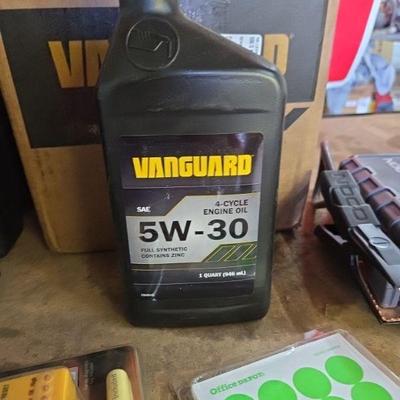 VANGUARD
VANGUARD
SAE
4-CYCLE
ENGINE OIL
5W-30
FULL SYNTHETIC
CONTAINS ZINC
1 QUART (946 mL)
Office DEPOT